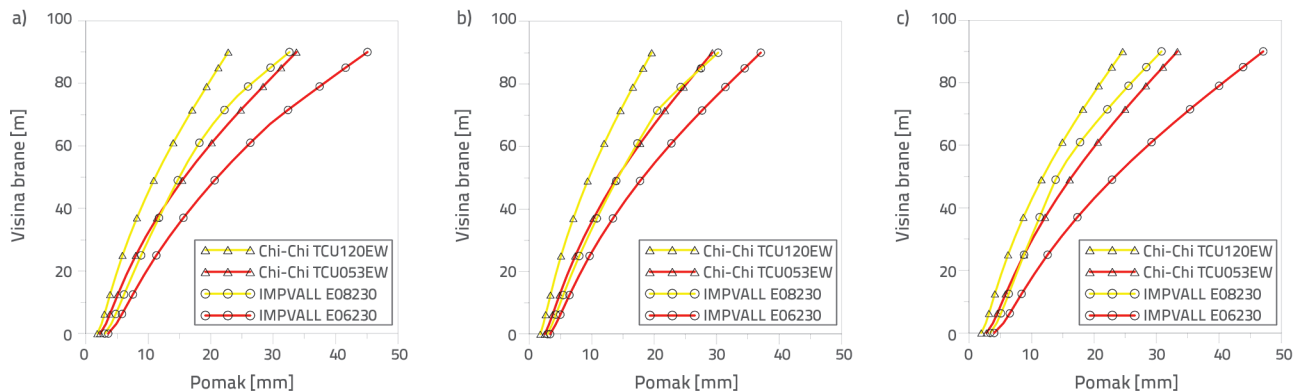 a)
100
80
60
40
20
0
Visina brane [m]
Chi-Chi TCU120EW
Chi-Chi TCU053EW
IMPVALL E08230
IMPVALL E06230
0 10 20 30 40 50
Pomak [mm]
b)
100
80
60
40
20
0
Visina brane [m]
Chi-Chi TCU120EW
Chi-Chi TCU053EW
IMPVALL E08230
IMPVALL E06230
0 10 20 30 40 50
Pomak [mm]
c)
100
80
60
40
20
0
Visina brane [m]
Chi-Chi TCU120EW
Chi-Chi TCU053EW
IMPVALL E08230
IMPVALL E06230
0 10 20 30 40 50
Pomak [mm]